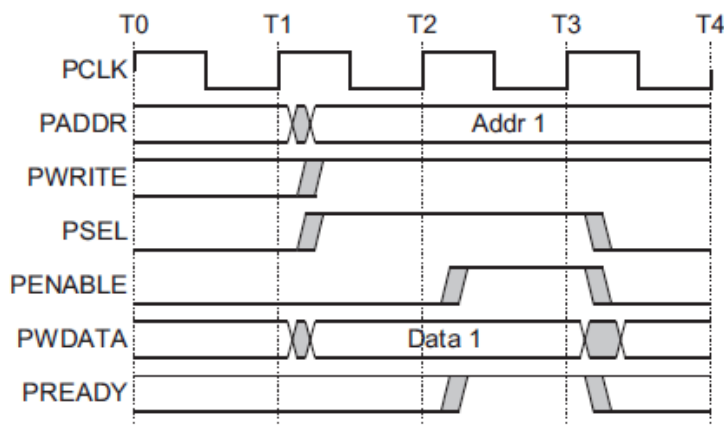 T0 T1 T2 T3 T4
PCLK
PADDR Addr 1
PWRITE
PSEL
PENABLE
PWDATA Data 1
PREADY